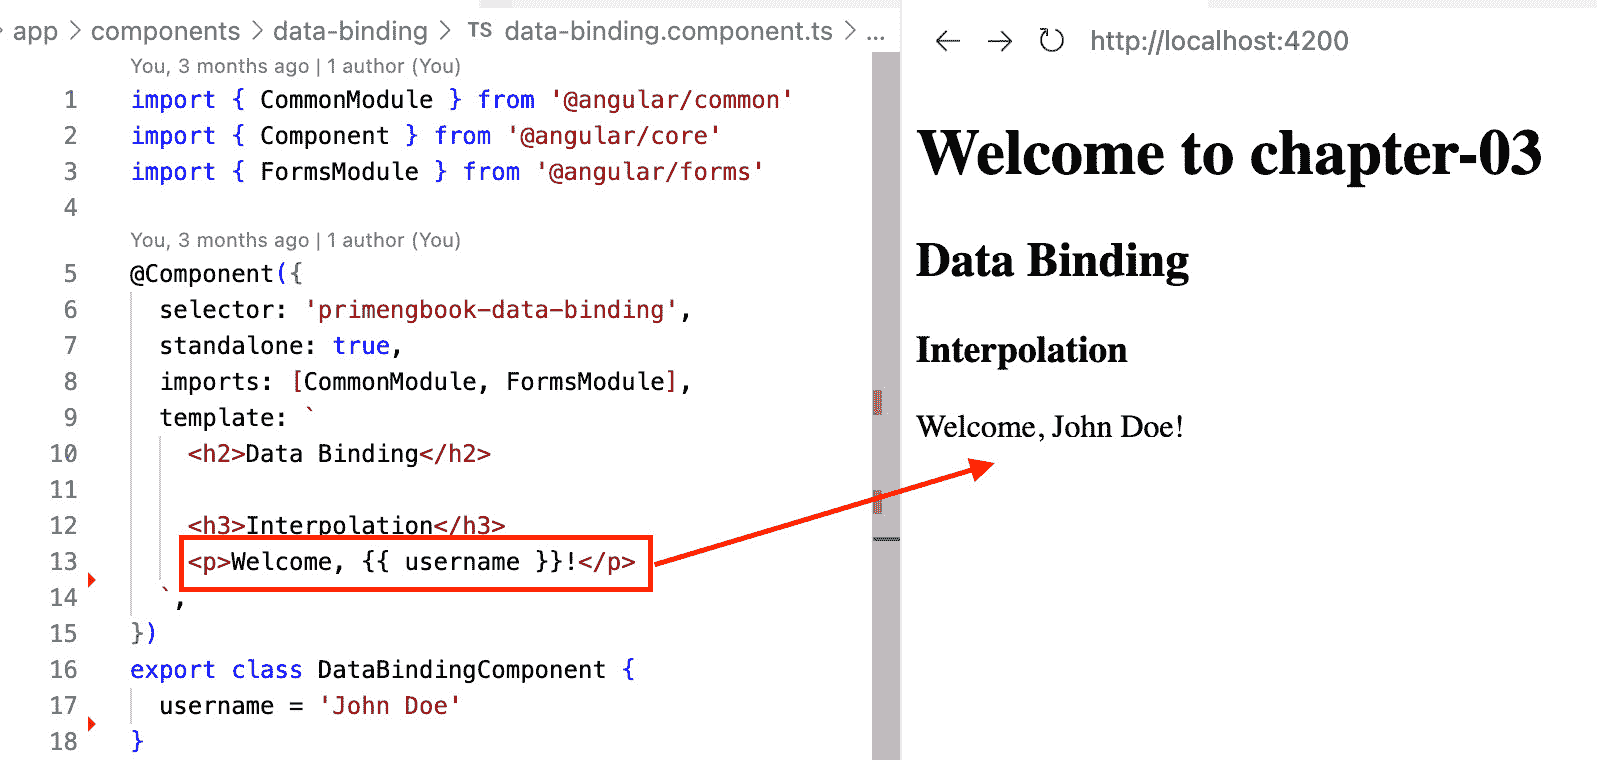 app > components > data-binding > TS data-binding.component.ts > ...
You, 3 months ago | 1 author (You)
1 import { CommonModule } from '@angular/common'
2 import { Component } from '@angular/core'
3 import { FormsModule } from '@angular/forms'
4
You, 3 months ago | 1 author (You)
5 @Component({
6 selector: 'primengbook-data-binding',
7 standalone: true,
8 imports: [CommonModule, FormsModule],
9 template: `
10 <h2>Data Binding</h2>
11
12 <h3>Interpolation</h3>
13 <p>Welcome, {{ username }}!</p>
14 `,
15 })
16 export class DataBindingComponent {
17 username = 'John Doe'
18 }
http://localhost:4200
Welcome to chapter-03
Data Binding
Interpolation
Welcome, John Doe!